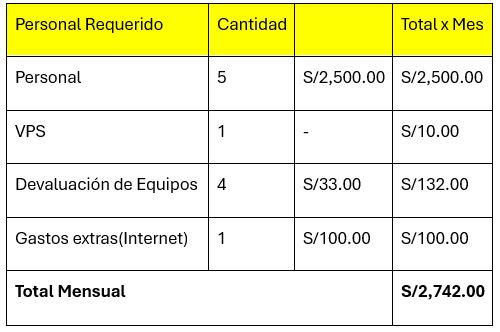 Personal Requerido Cantidad Total x Mes
Personal 5 S/2,500.00 S/2,500.00
VPS 1 - S/10.00
Devaluación de Equipos 4 S/33.00 S/132.00
Gastos extras(Internet) 1 S/100.00 S/100.00
Total Mensual S/2,742.00